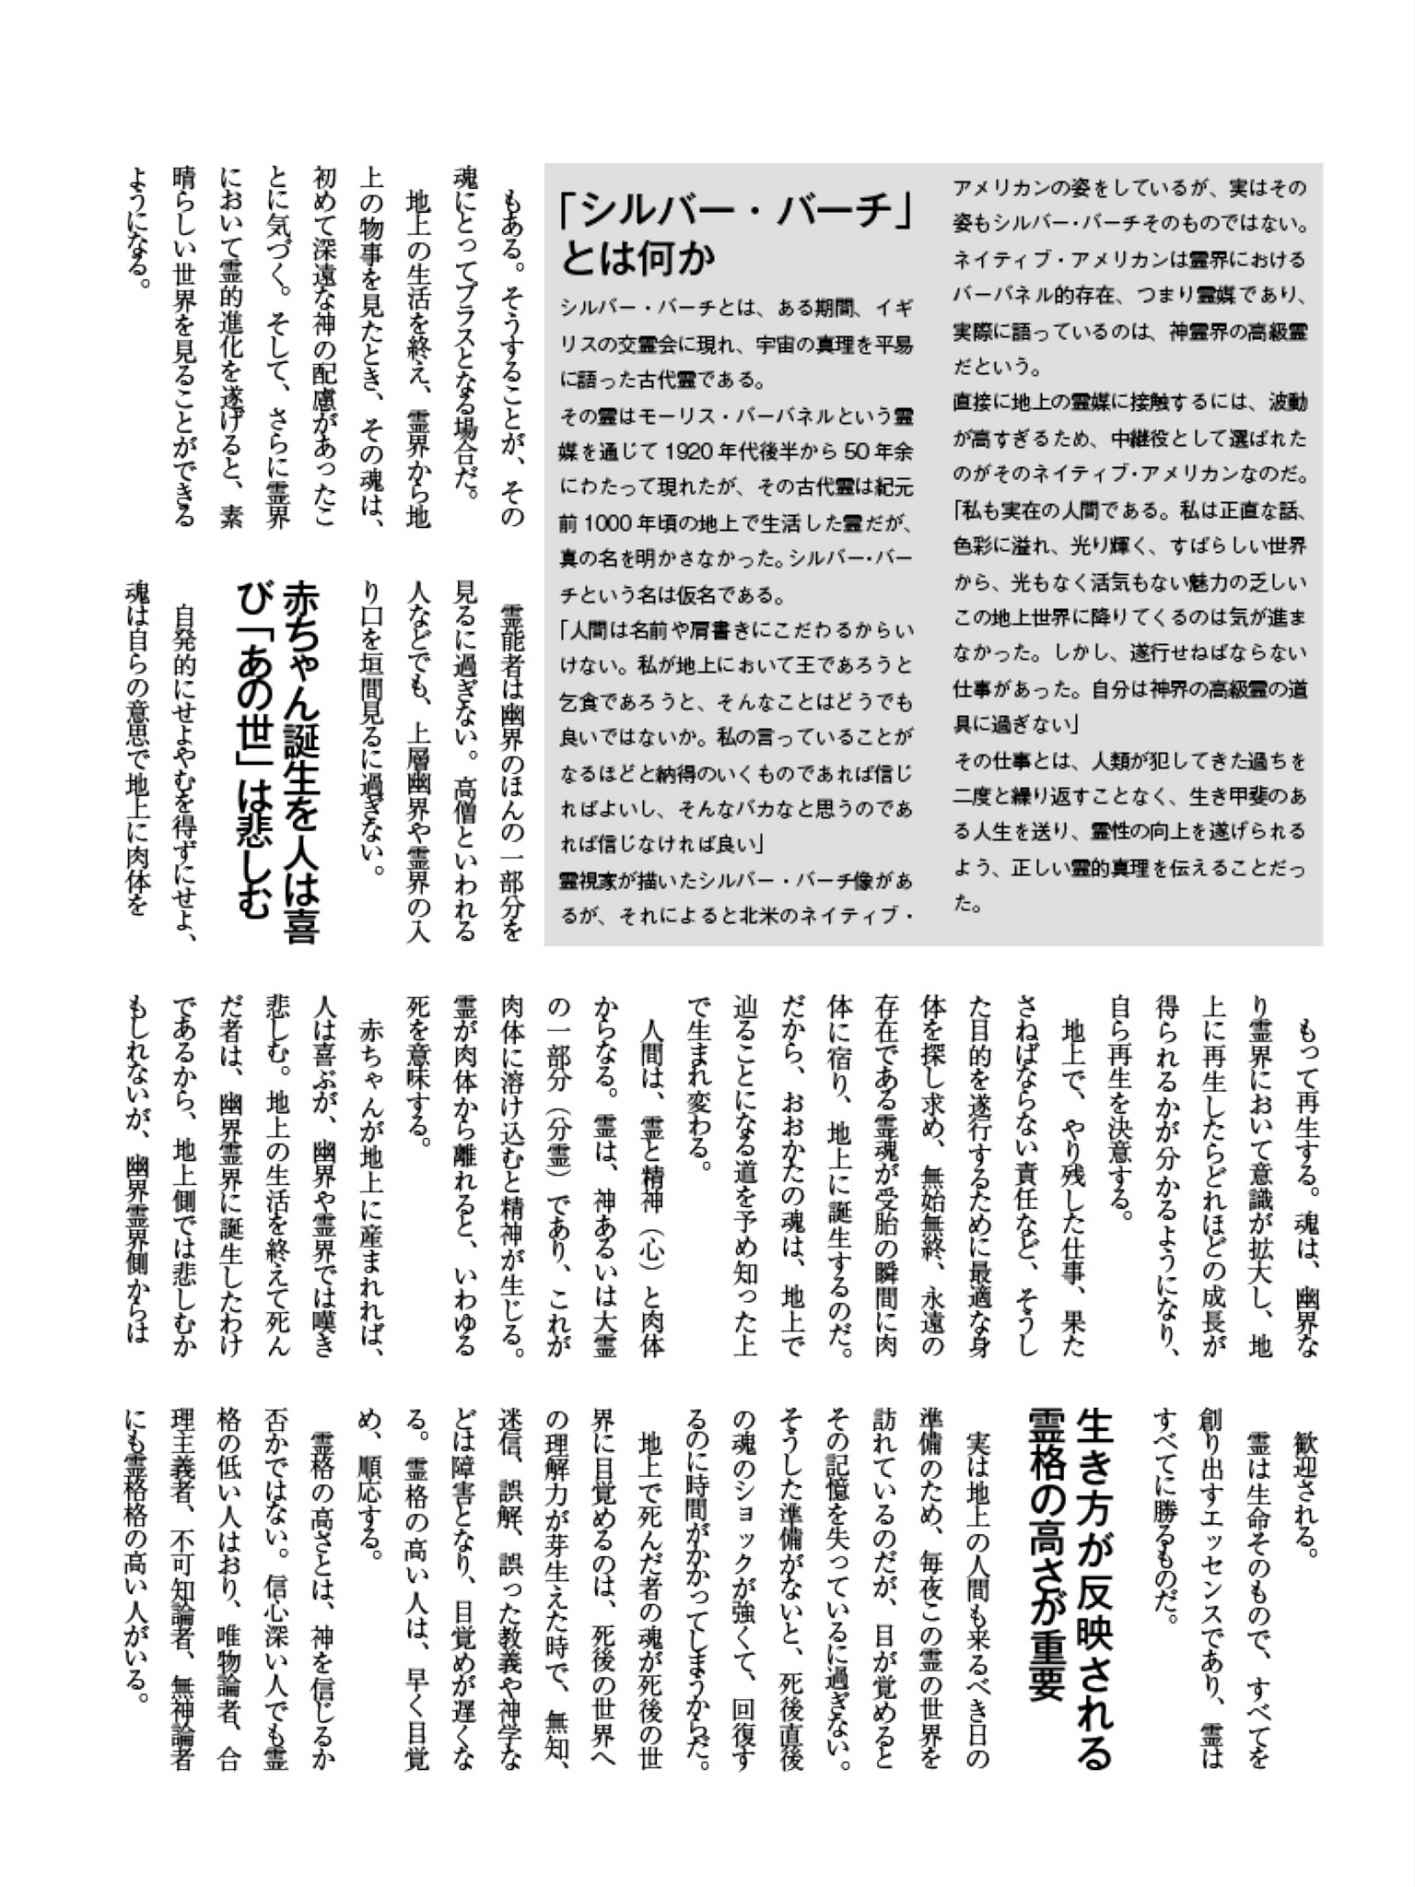 もある。そうすることが、その
魂にとってプラスとなる場合だ。
地上の生活を終え、霊界から地
上の物事を見たとき、その魂は、
初めて深遠な神の配慮があったこ
とに気づく。そして、さらに霊界
において霊的進化を遂げると、素
晴らしい世界を見ることができる
ようになる。
霊能者は幽界のほんの一部分を
見るに過ぎない。高僧といわれる
人などでも、上層幽界や霊界の入
り口を垣間見るに過ぎない。
赤ちゃん誕生を人は喜
び「あの世」は悲しむ
自発的にせよやむを得ずにせよ、
魂は自らの意思で地上に肉体を
「シルバー・バーチ」
とは何か
シルバー・バーチとは、ある期間、イギ
リスの交霊会に現れ、宇宙の真理を平易
に語った古代霊である。
その霊はモーリス・バーバネルという霊
媒を通じて1920年代後半から50年余
にわたって現れたが、その古代霊は紀元
前1000年頃の地上で生活した霊だが、
真の名を明かさなかった。シルバー・バー
チという名は仮名である。
「人間は名前や肩書きにこだわるからい
けない。私が地上において王であろうと
乞食であろうと、そんなことはどうでも
良いではないか。私の言っていることが
なるほどと納得のいくものであれば信じ
ればよいし、そんなバカなと思うのであ
れば信じなければ良い」
霊視家が描いたシルバー・バーチ像があ
るが、それによると北米のネイティブ・
アメリカンの姿をしているが、実はその
姿もシルバー・バーチそのものではない。
ネイティブ・アメリカンは霊界における
バーバネル的存在、つまり霊媒であり、
実際に語っているのは、神霊界の高級霊
だという。
直接に地上の霊媒に接触するには、波動
が高すぎるため、中継役として選ばれた
のがそのネイティブ・アメリカンなのだ。
「私も実在の人間である。私は正直な話、
色彩に溢れ、光り輝く、すばらしい世界
から、光もなく活気もない魅力の乏しい
この地上世界に降りてくるのは気が進ま
なかった。しかし、遂行せねばならない
仕事があった。自分は神界の高級霊の道
具に過ぎない」
その仕事とは、人類が犯してきた過ちを
二度と繰り返すことなく、生き甲斐のあ
る人生を送り、霊性の向上を遂げられる
よう、正しい霊的真理を伝えることだっ
た。
もって再生する。魂は、幽界な
り霊界において意識が拡大し、地
上に再生したらどれほどの成長が
得られるかが分かるようになり、
自ら再生を決意する。
地上で、やり残した仕事、果た
さねばならない責任など、そうし
た目的を遂行するために最適な身
体を探し求め、無始無終、永遠の
存在である霊魂が受胎の瞬間に肉
体に宿り、地上に誕生するのだ。
だから、おおかたの魂は、地上で
辿ることになる道を予め知った上
で生まれ変わる。
人間は、霊と精神（心）と肉体
からなる。霊は、神あるいは大霊
の一部分（分霊）であり、これが
肉体に溶け込むと精神が生じる。
霊が肉体から離れると、いわゆる
死を意味する。
赤ちゃんが地上に産まれれば、
人は喜ぶが、幽界や霊界では嘆き
悲しむ。地上の生活を終えて死ん
だ者は、幽界霊界に誕生したわけ
であるから、地上側では悲しむか
もしれないが、幽界霊界側からは
歓迎される。
霊は生命そのもので、すべてを
創り出すエッセンスであり、霊は
すべてに勝るものだ。
生き方が反映される
霊格の高さが重要
実は地上の人間も来るべき日の
準備のため、毎夜この霊の世界を
訪れているのだが、目が覚めると
その記憶を失っているに過ぎない。
そうした準備がないと、死後直後
の魂のショックが強くて、回復す
るのに時間がかかってしまうからだ。
地上で死んだ者の魂が死後の世
界に目覚めるのは、死後の世界へ
の理解力が芽生えた時で、無知、
迷信、誤解、誤った教義や神学な
どは障害となり、目覚めが遅くな
る。霊格の高い人は、早く目覚
め、順応する。
霊格の高さとは、神を信じるか
否かではない。信心深い人でも霊
格の低い人はおり、唯物論者、合
理主義者、不可知論者、無神論者
にも霊格格の高い人がいる。